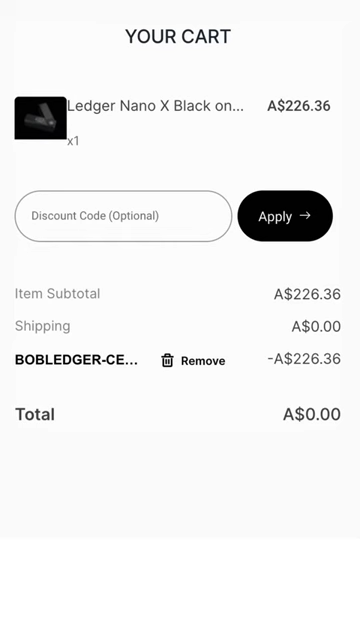 YOUR CART
Ledger Nano X Black on... A$226.36
x1
Discount Code (Optional) Apply →
Item Subtotal A$226.36
Shipping A$0.00
BOBLEDGER-CE... Remove -A$226.36
Total A$0.00